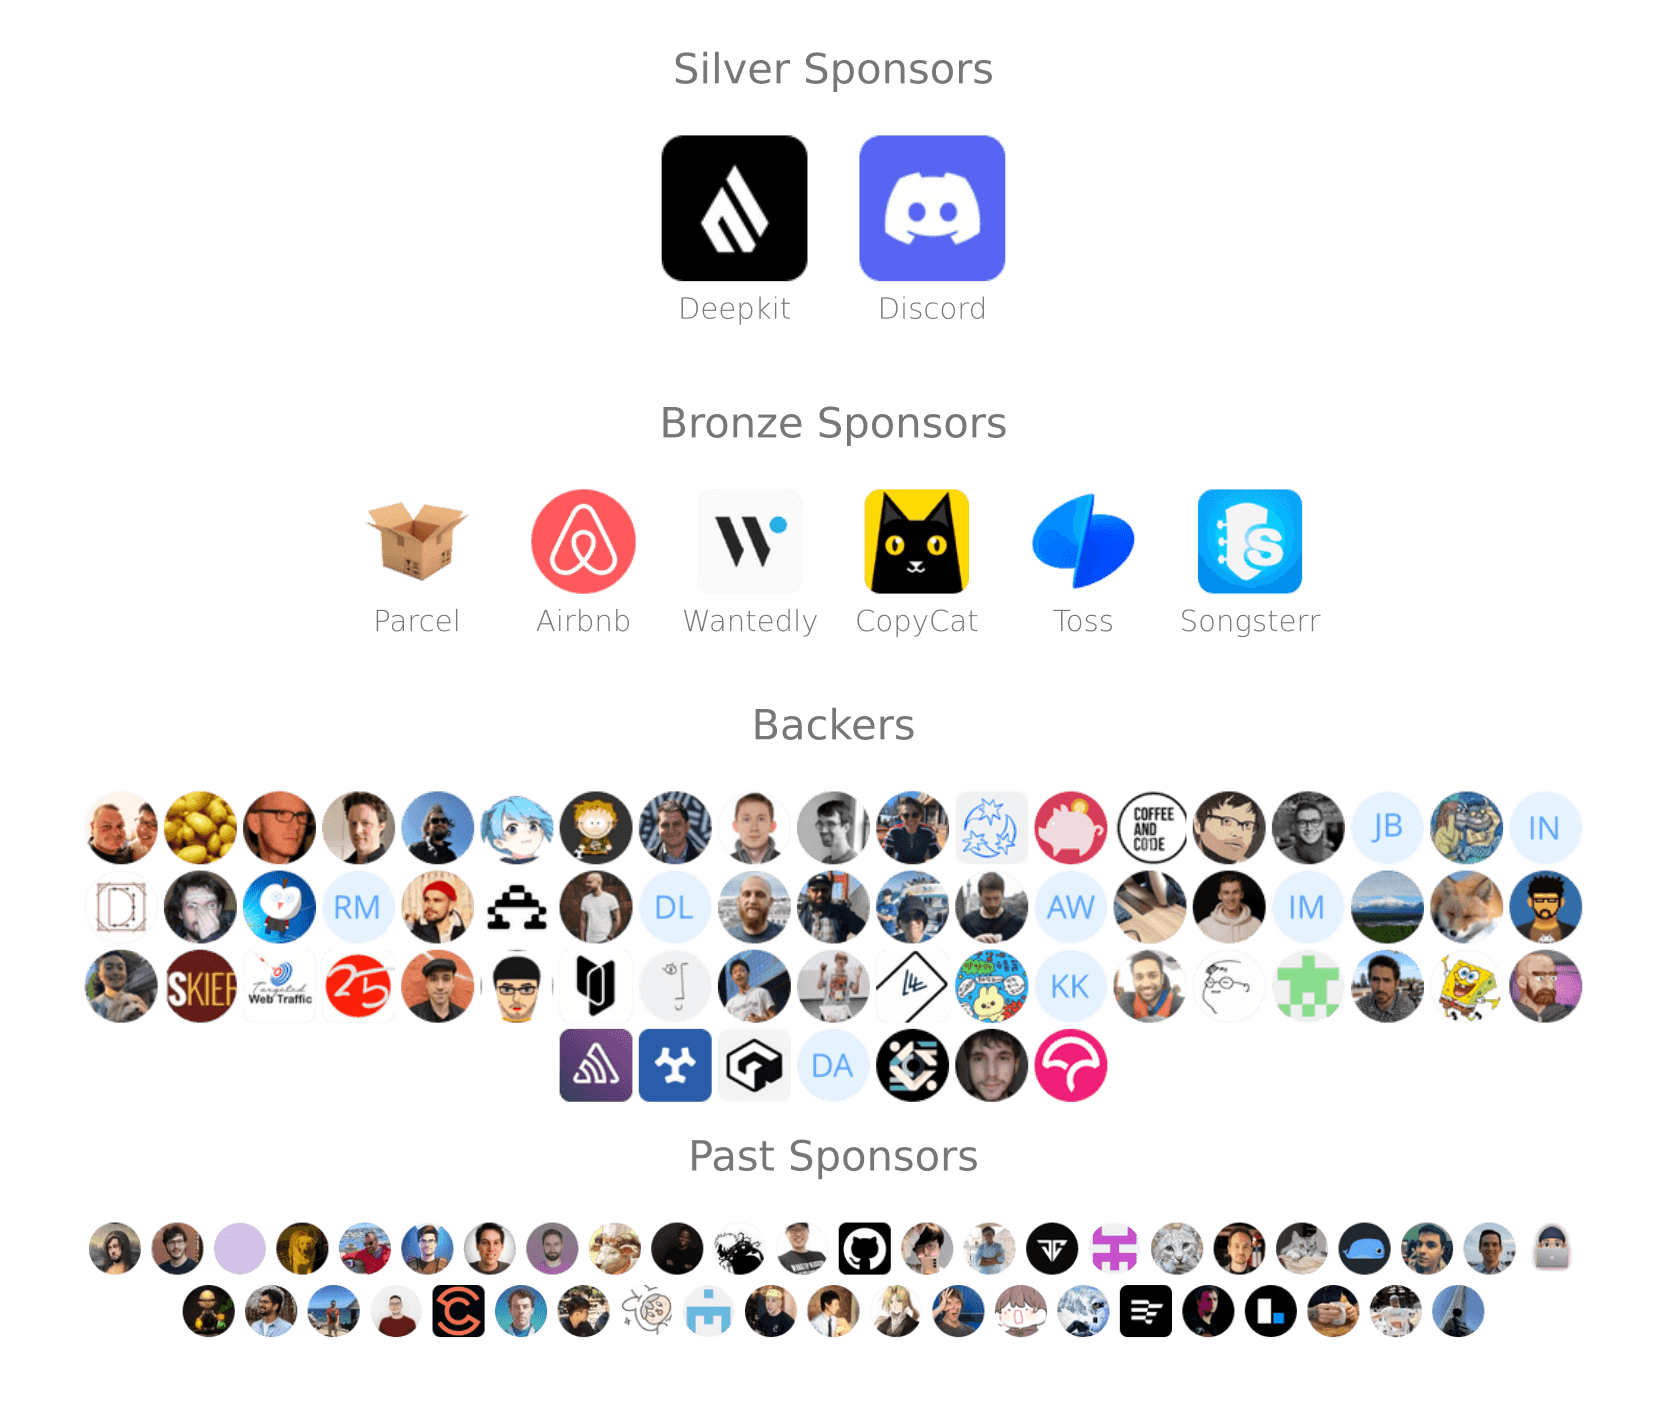 Silver Sponsors
Deepkit Discord
Bronze Sponsors
Parcel Airbnb Wantedly CopyCat Toss Songsterr
Backers
COFFEE
AND
CODE
JB
IN
RM
DL
AW
IM
SKIEF
Targeted
Web Traffic
25
KK
DA
Past Sponsors